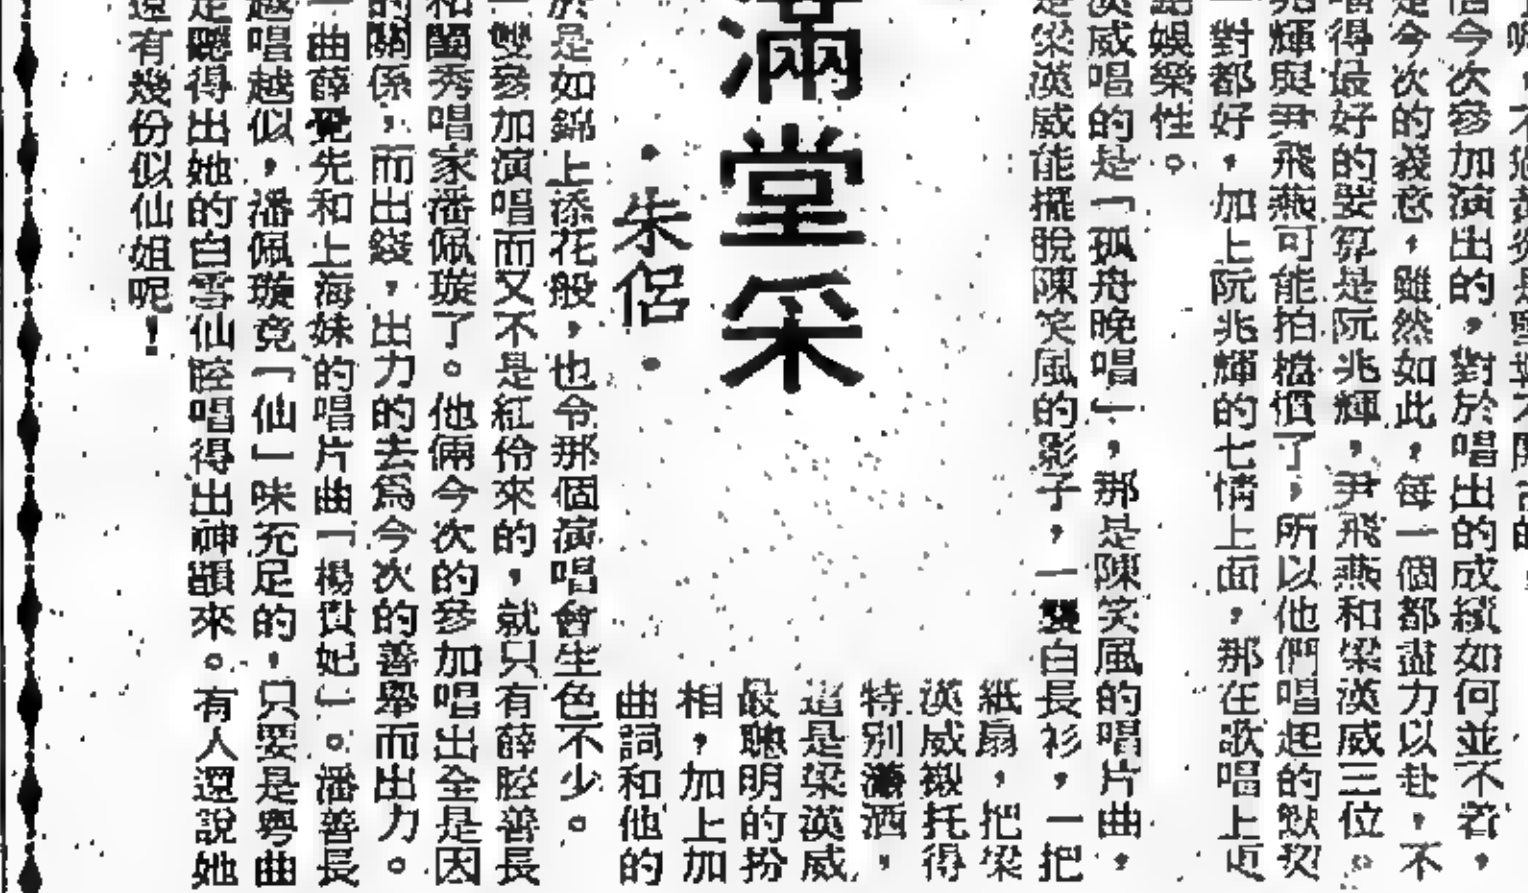 是堅持不開言的，
借今次參加演出的，對於唱出的成績如何並不著，
是今次的義意，雖然如此，每一個都盡力以赴，不
唱得最好的要算是阮兆輝，尹飛燕和梁漢威三位。
兆輝與尹飛燕可能拍檔慣了，所以他們唱起的默契
一對都好，加上阮兆輝的七情上面，那在歌唱上近
娛樂性。
漢威唱的是「孤舟晚唱」，那是陳笑風的唱片曲，
是梁漢威能擺脫陳笑風的影子，一襲白長衫，一把
紙扇，把梁
漢威襯托得
特別瀟洒，
這是梁漢威
最聰明的扮
相，加上加
曲詞和他的
滿堂采
·朱侶·
於是如錦上添花般，也令那個演唱會生色不少。
一雙參加演唱而又不是紅伶來的，就只有薛腔善長
和閨秀唱家潘佩璇了。他倆今次的參加唱出全是因
的關係，而出錢，出力的去為今次的善舉而出力。
一曲薛覺先和上海妹的唱片曲「楊貴妃」。潘善長
越唱越似，潘佩璇竟「仙」味充足的，只要是粵曲
是聽得出她的白雪仙腔唱得出神韻來。有人還說她
還有幾份似仙姐呢！